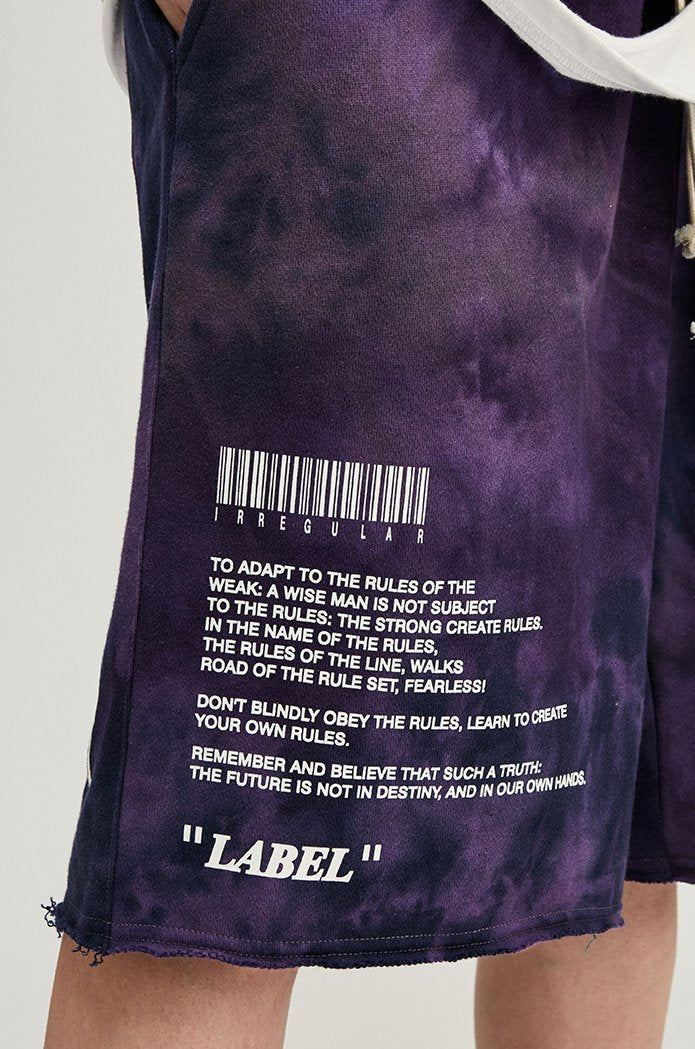 IRREGULAR
TO ADAPT TO THE RULES OF THE
WEAK: A WISE MAN IS NOT SUBJECT
TO THE RULES: THE STRONG CREATE RULES.
IN THE NAME OF THE RULES,
THE RULES OF THE LINE, WALKS
ROAD OF THE RULE SET, FEARLESS!
DON'T BLINDLY OBEY THE RULES, LEARN TO CREATE
YOUR OWN RULES.
REMEMBER AND BELIEVE THAT SUCH A TRUTH:
THE FUTURE IS NOT IN DESTINY, AND IN OUR OWN HANDS.
"LABEL"